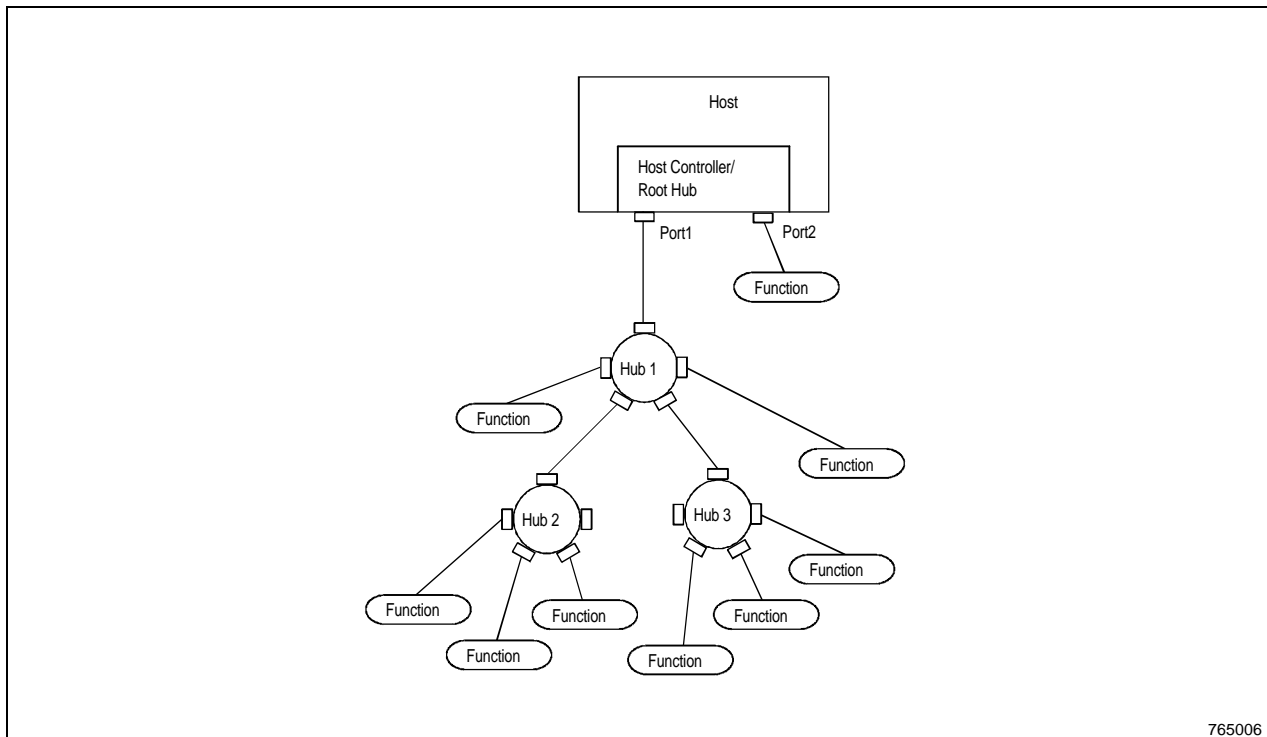 Host
Host Controller/
Root Hub
Port1
Port2
Function
Hub 1
Function
Function
Hub 2
Hub 3
Function
Function
Function
Function
Function
Function
765006